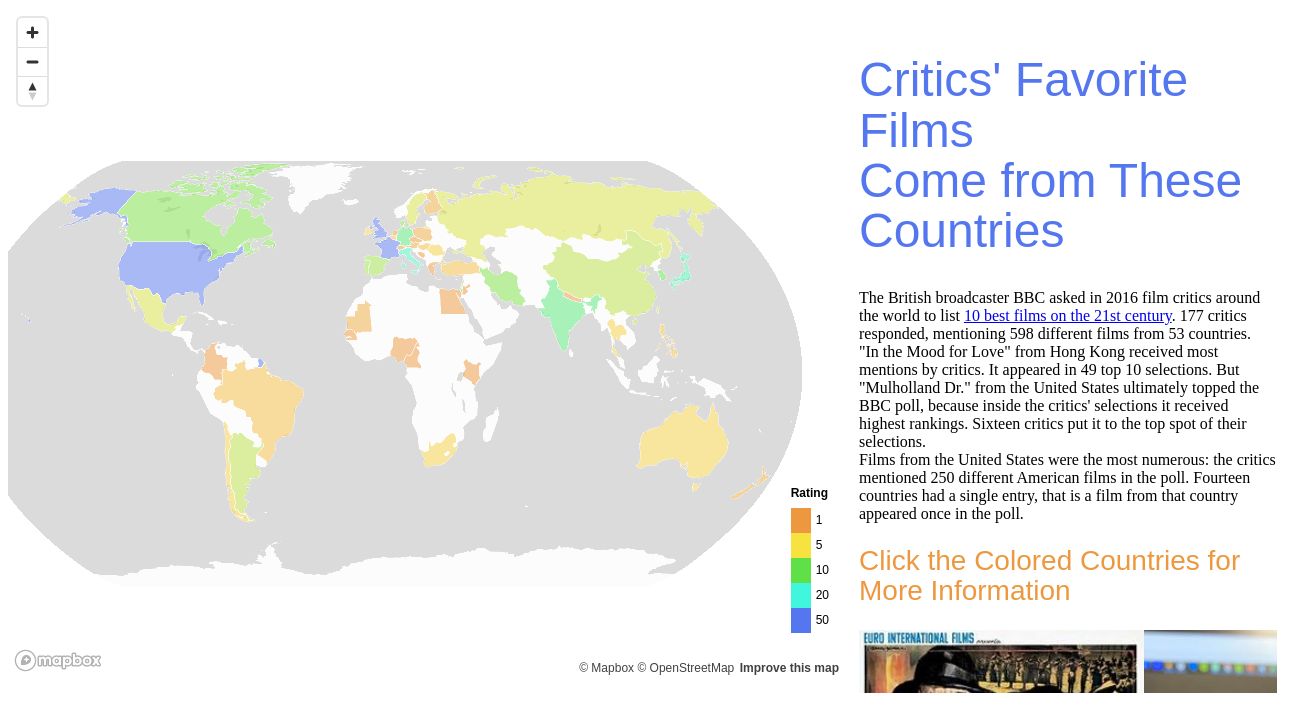 Critics' Favorite
Films
Come from These
Countries
The British broadcaster BBC asked in 2016 film critics around
the world to list 10 best films on the 21st century. 177 critics
responded, mentioning 598 different films from 53 countries.
"In the Mood for Love" from Hong Kong received most
mentions by critics. It appeared in 49 top 10 selections. But
"Mulholland Dr." from the United States ultimately topped the
BBC poll, because inside the critics' selections it received
highest rankings. Sixteen critics put it to the top spot of their
selections.
Films from the United States were the most numerous: the critics
mentioned 250 different American films in the poll. Fourteen
countries had a single entry, that is a film from that country
appeared once in the poll.
Click the Colored Countries for
More Information
EURO INTERNATIONAL FILMS
Rating
1
5
10
20
50
mapbox
© Mapbox © OpenStreetMap Improve this map